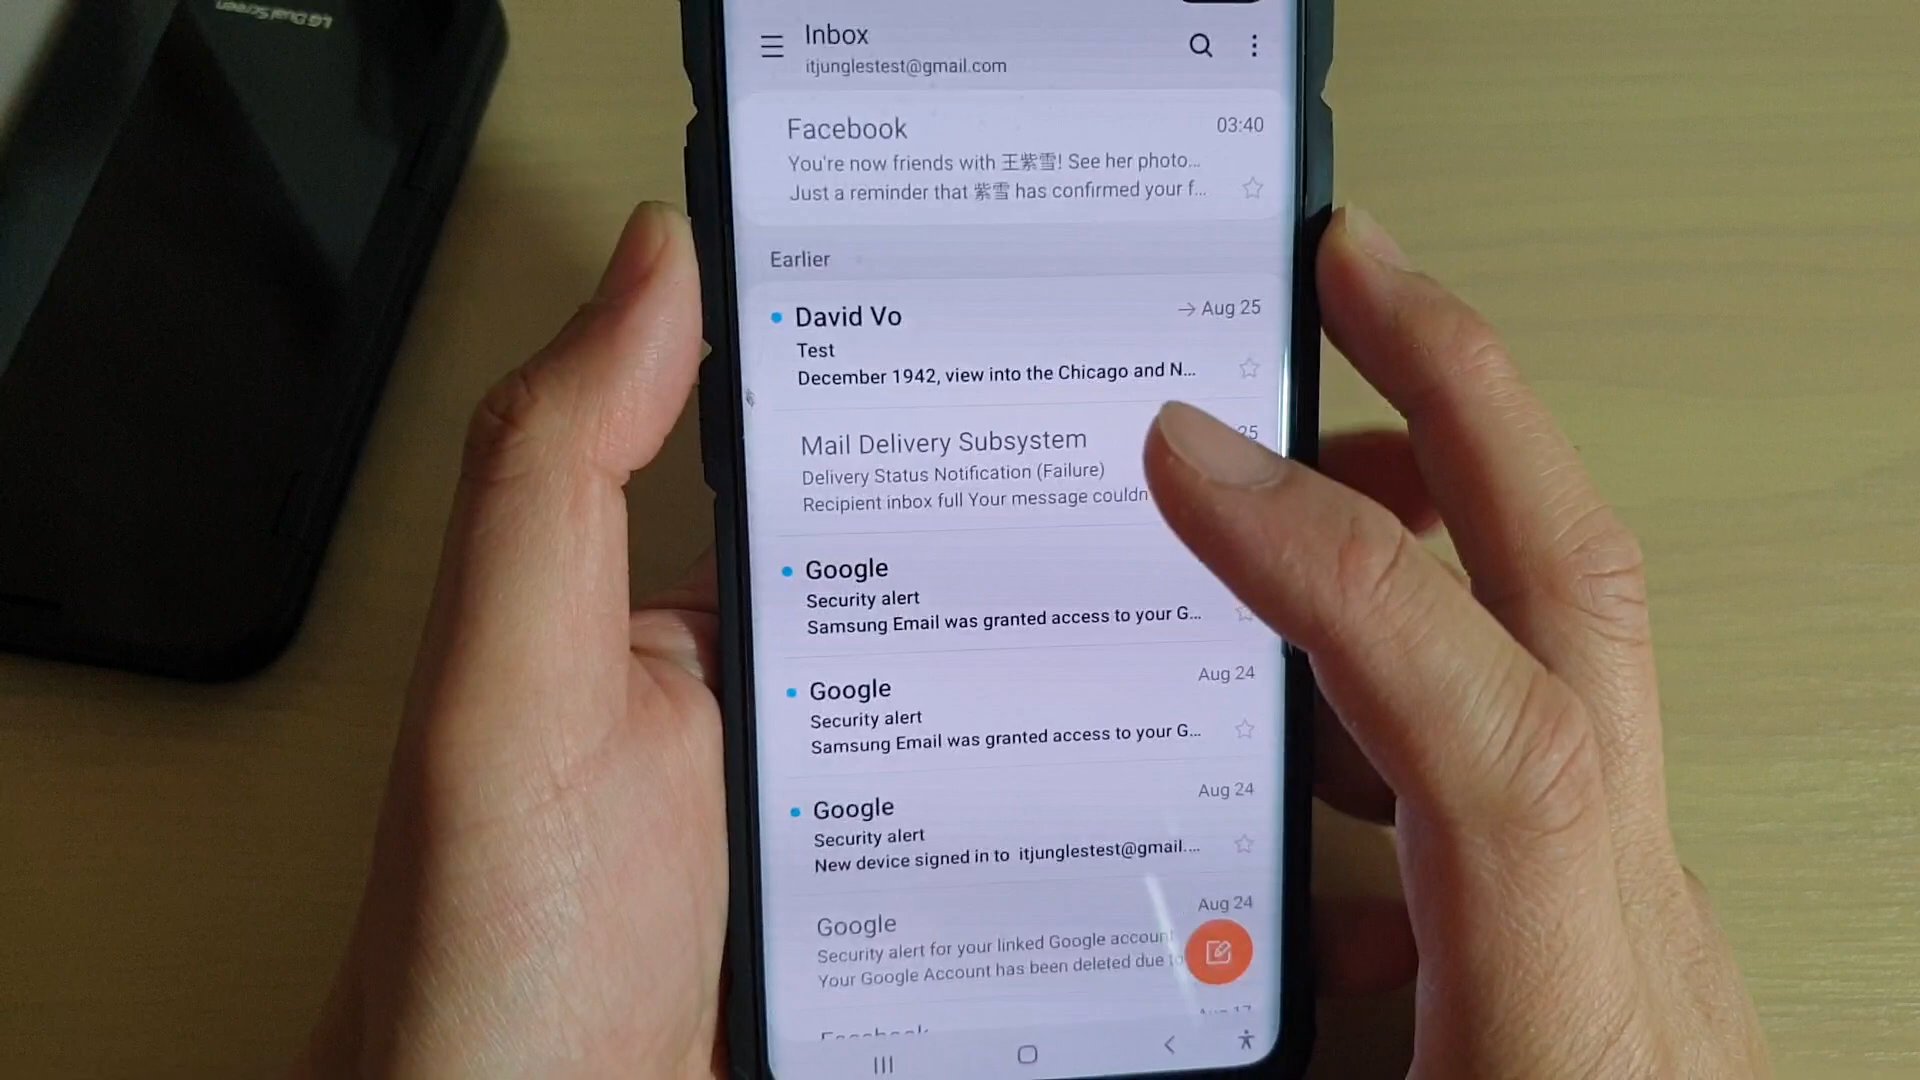 LG Dual Screen
Inbox
itjunglestest@gmail.com
Facebook 03:40
You're now friends with 王紫雪! See her photo...
Just a reminder that 紫雪 has confirmed your f...
Earlier
David Vo → Aug 25
Test
December 1942, view into the Chicago and N...
Mail Delivery Subsystem 25
Delivery Status Notification (Failure)
Recipient inbox full Your message couldn
Google
Security alert
Samsung Email was granted access to your G...
Google Aug 24
Security alert
Samsung Email was granted access to your G...
Google Aug 24
Security alert
New device signed in to itjunglestest@gmail....
Google Aug 24
Security alert for your linked Google account
Your Google Account has been deleted due to